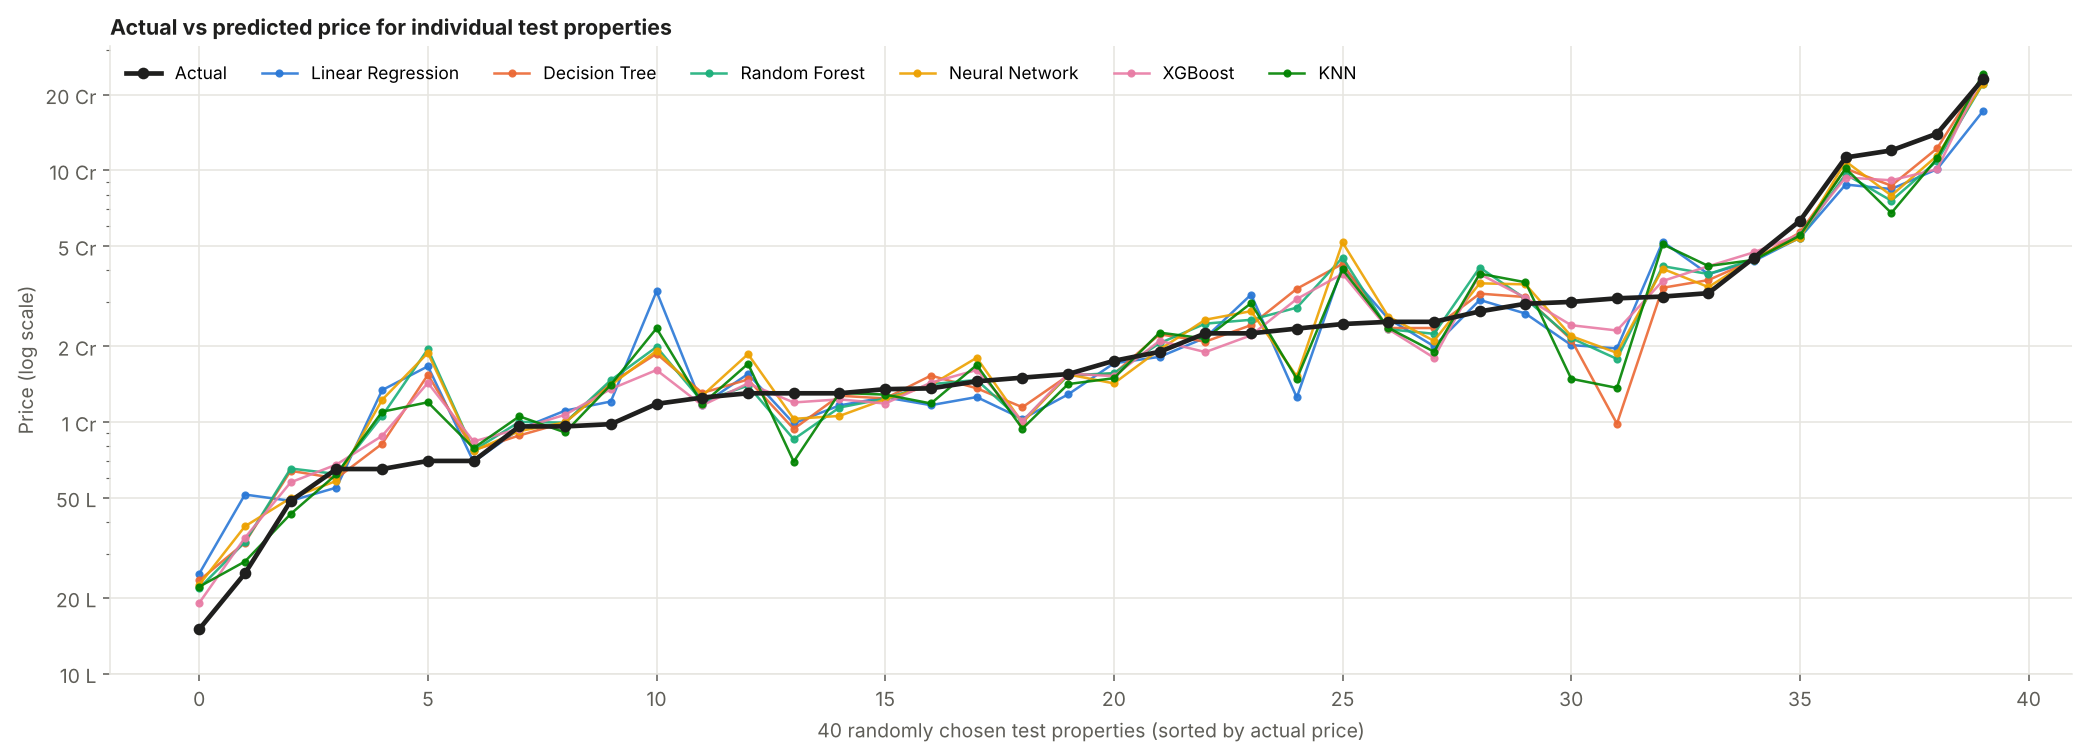 Actual vs predicted price for individual test properties
Actual Linear Regression Decision Tree Random Forest Neural Network XGBoost KNN
Price (log scale)
20 Cr
10 Cr
5 Cr
2 Cr
1 Cr
50 L
20 L
10 L
0 5 10 15 20 25 30 35 40
40 randomly chosen test properties (sorted by actual price)